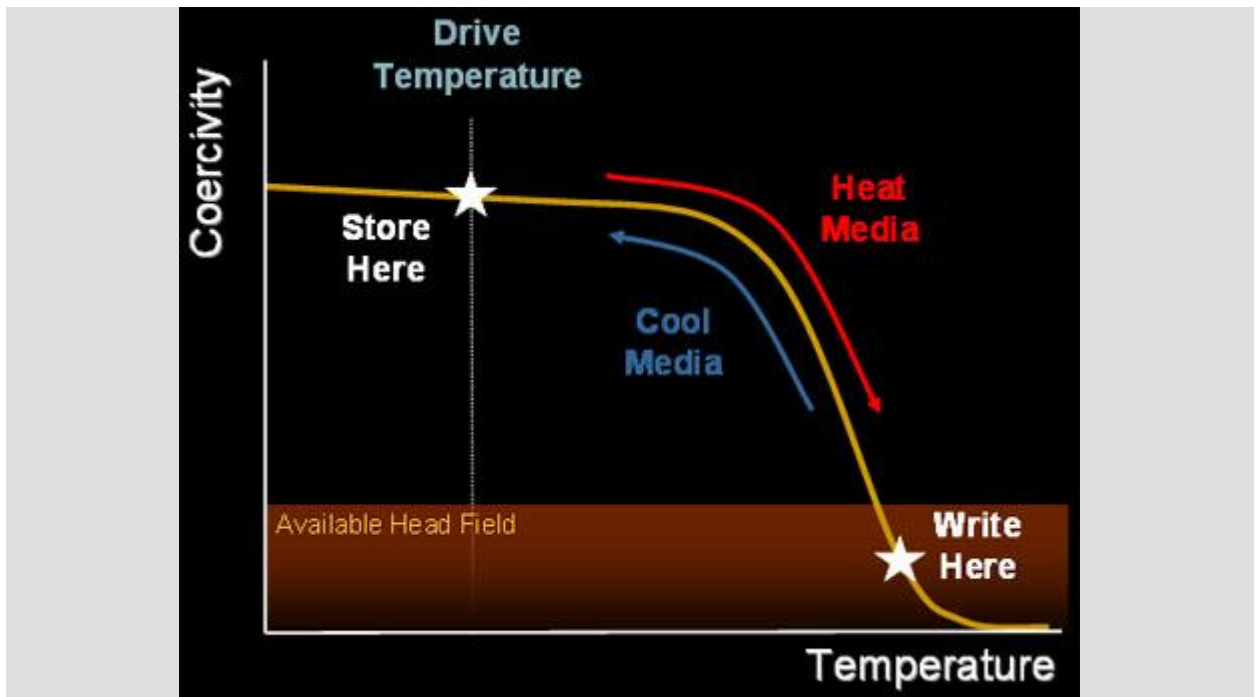 Drive
Temperature
Coercivity
Heat
Media
Store
Here
Cool
Media
Available Head Field
Write
Here
Temperature